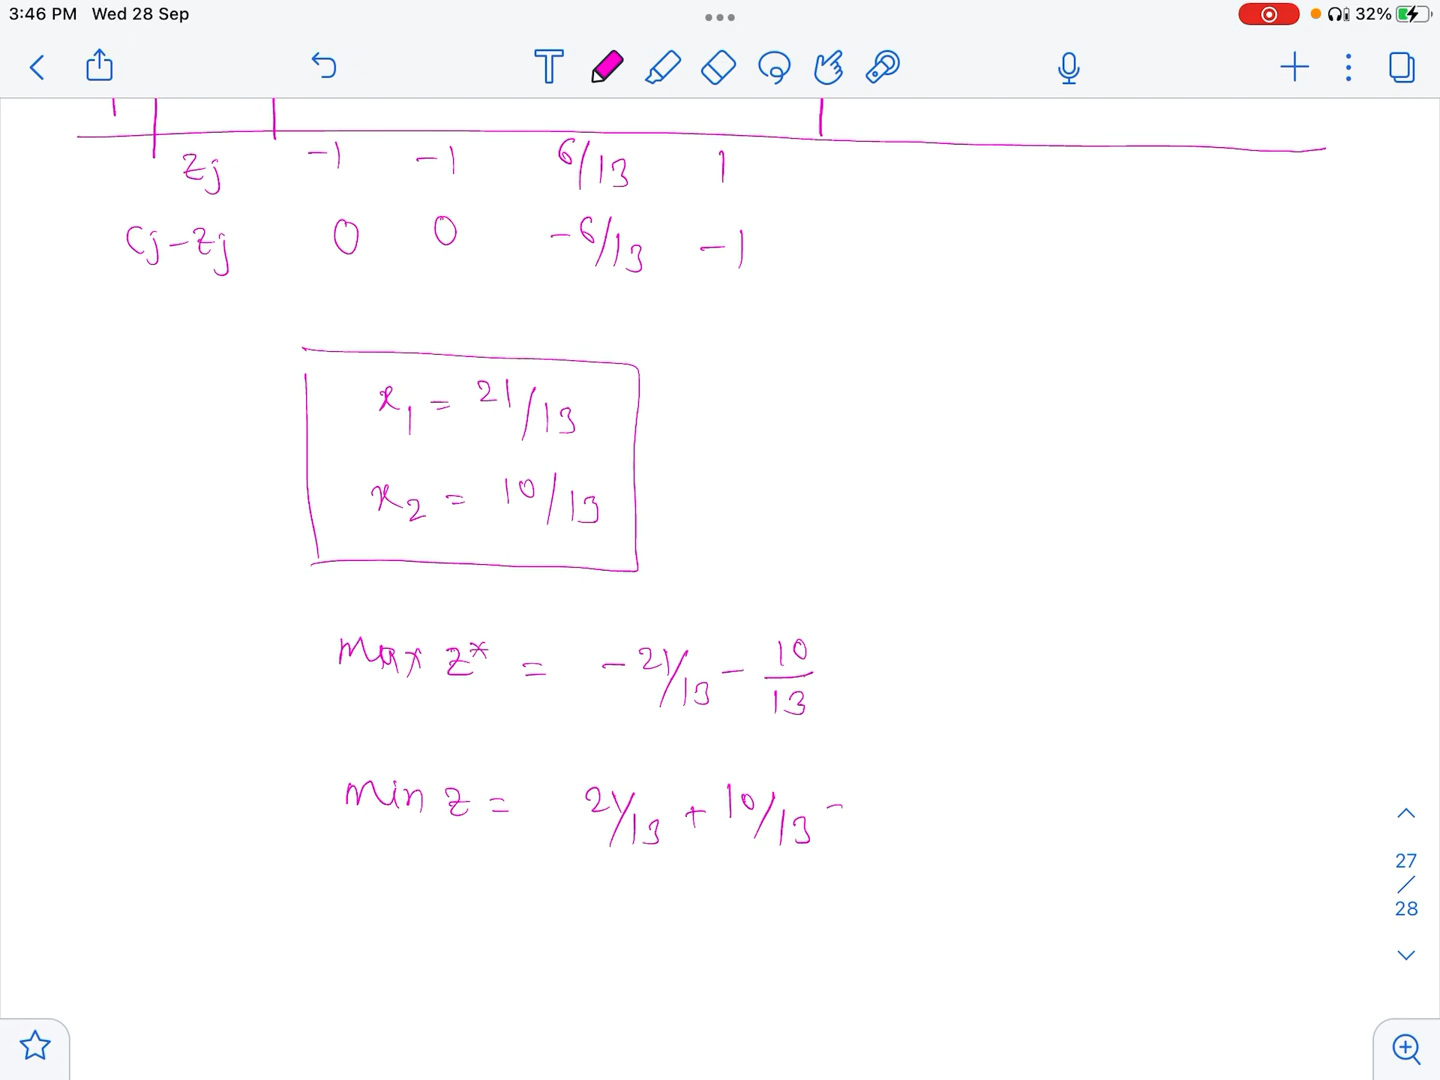 3:46 PM Wed 28 Sep 32%
T
zj -1 -1 6/13 1
cj-zj 0 0 -6/13 -1
x1 = 21/13
x2 = 10/13
Max z* = -21/13 - 10/13
Min z = 21/13 + 10/13 -
27
/
28